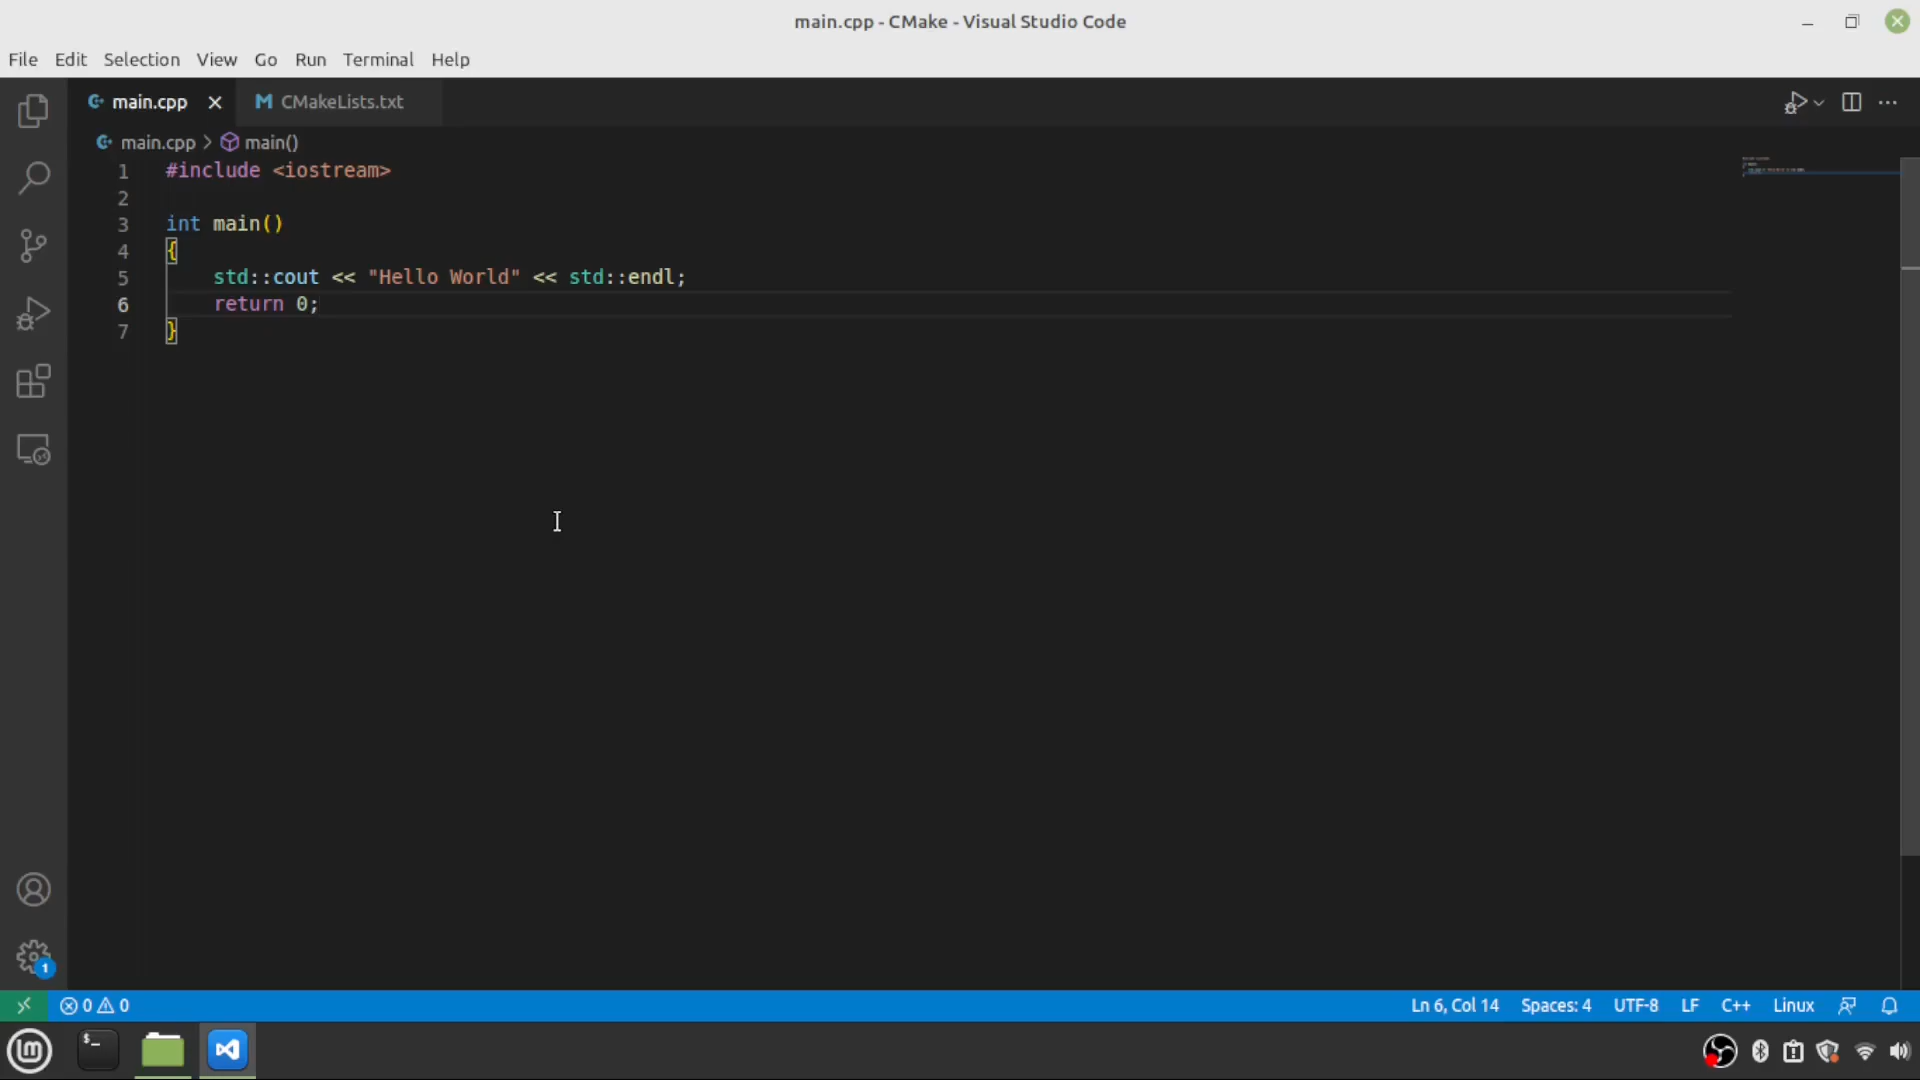 main.cpp - CMake - Visual Studio Code
File Edit Selection View Go Run Terminal Help
main.cpp CMakeLists.txt
main.cpp > main()
1 #include <iostream>
2
3 int main()
4 {
5 std::cout << "Hello World" << std::endl;
6 return 0;
7 }
1
0 0 Ln 6, Col 14 Spaces: 4 UTF-8 LF C++ Linux